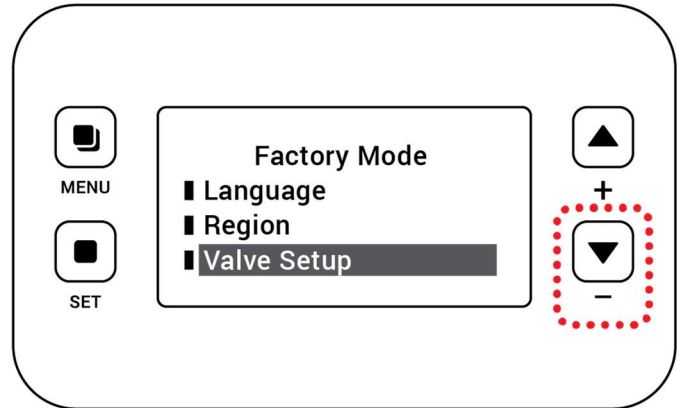 MENU
SET
Factory Mode
Language
Region
Valve Setup
+
−